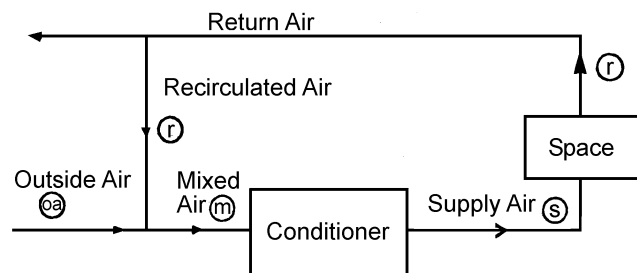 Return Air
r
Recirculated Air
r
Space
Outside Air
oa
Mixed
Air m
Supply Air s
Conditioner